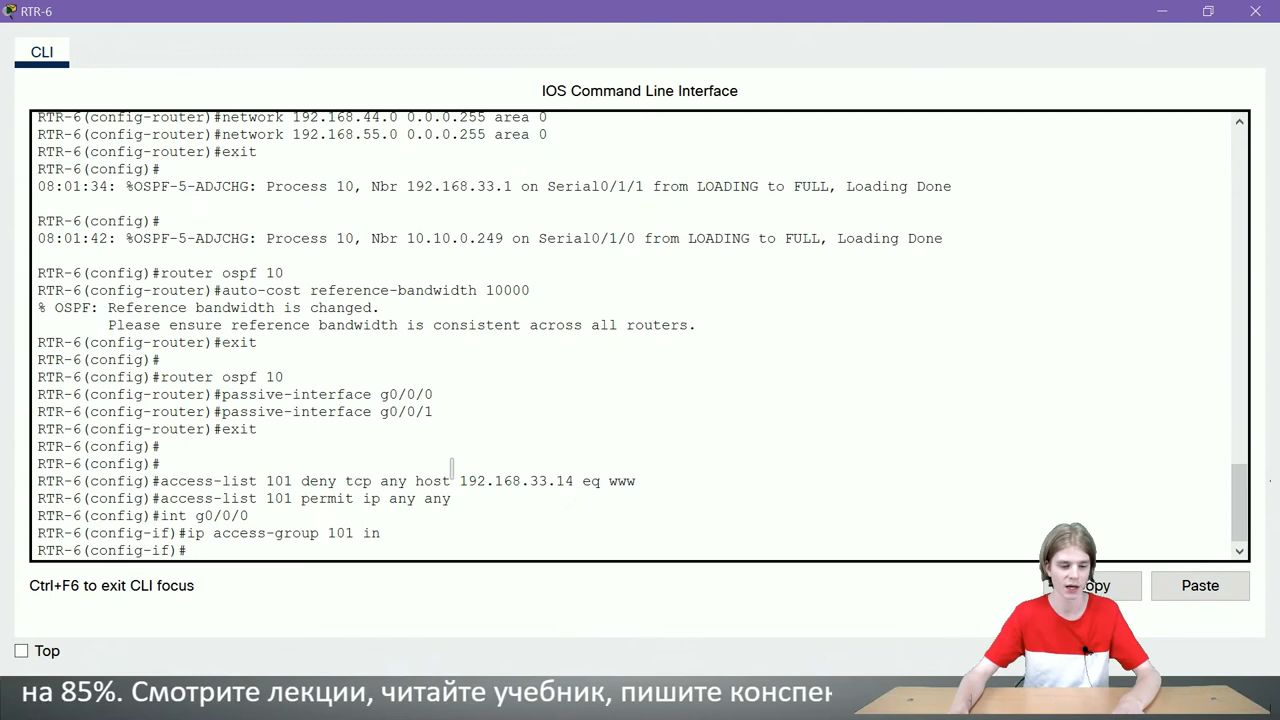 RTR-6
CLI
IOS Command Line Interface
RTR-6(config-router)#network 192.168.44.0 0.0.0.255 area 0
RTR-6(config-router)#network 192.168.55.0 0.0.0.255 area 0
RTR-6(config-router)#exit
RTR-6(config)#
08:01:34: %OSPF-5-ADJCHG: Process 10, Nbr 192.168.33.1 on Serial0/1/1 from LOADING to FULL, Loading Done
RTR-6(config)#
08:01:42: %OSPF-5-ADJCHG: Process 10, Nbr 10.10.0.249 on Serial0/1/0 from LOADING to FULL, Loading Done
RTR-6(config)#router ospf 10
RTR-6(config-router)#auto-cost reference-bandwidth 10000
% OSPF: Reference bandwidth is changed.
Please ensure reference bandwidth is consistent across all routers.
RTR-6(config-router)#exit
RTR-6(config)#
RTR-6(config)#router ospf 10
RTR-6(config-router)#passive-interface g0/0/0
RTR-6(config-router)#passive-interface g0/0/1
RTR-6(config-router)#exit
RTR-6(config)#
RTR-6(config)#
RTR-6(config)#access-list 101 deny tcp any host 192.168.33.14 eq www
RTR-6(config)#access-list 101 permit ip any any
RTR-6(config)#int g0/0/0
RTR-6(config-if)#ip access-group 101 in
RTR-6(config-if)#
Ctrl+F6 to exit CLI focus
opy
Paste
Top
на 85%. Смотрите лекции, читайте учебник, пишите конспек